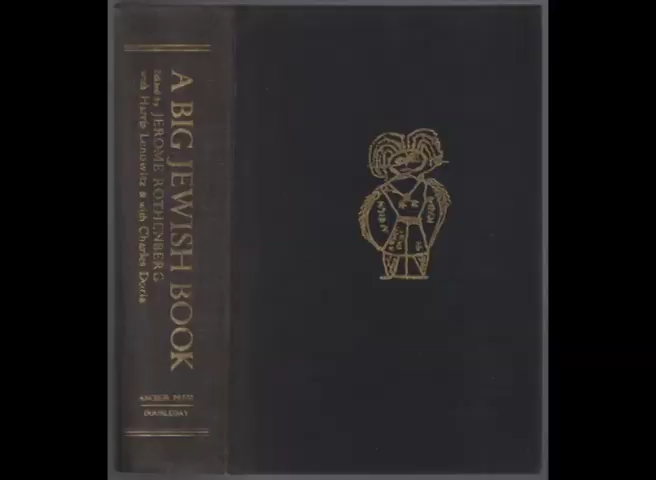 A BIG JEWISH BOOK
Edited by JEROME ROTHENBERG
with Harris Lenowitz & with Charles Doria
ANCHOR PRESS
DOUBLEDAY